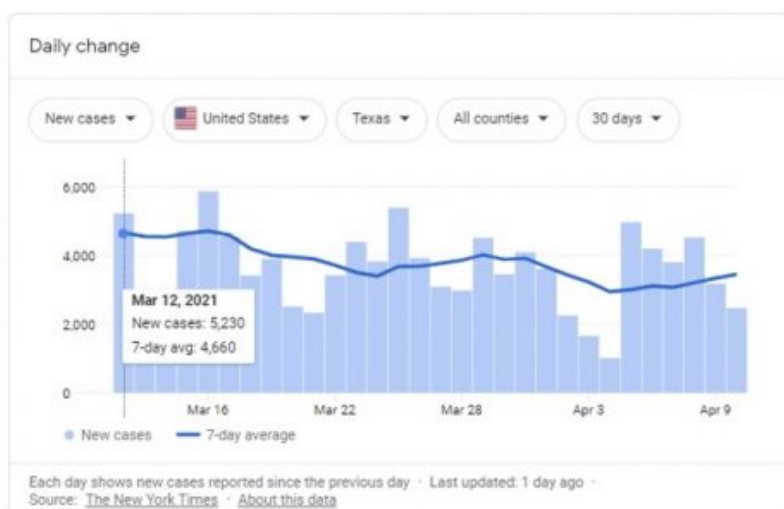 Daily change
New cases United States Texas All counties 30 days
6,000
4,000
Mar 12, 2021
New cases: 5,230
7-day avg: 4,660
2,000
0
Mar 16 Mar 22 Mar 28 Apr 3 Apr 9
New cases 7-day average
Each day shows new cases reported since the previous day · Last updated: 1 day ago ·
Source: The New York Times · About this data